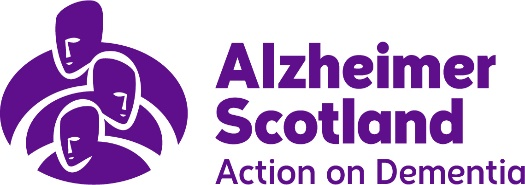 Alzheimer
Scotland
Action on Dementia